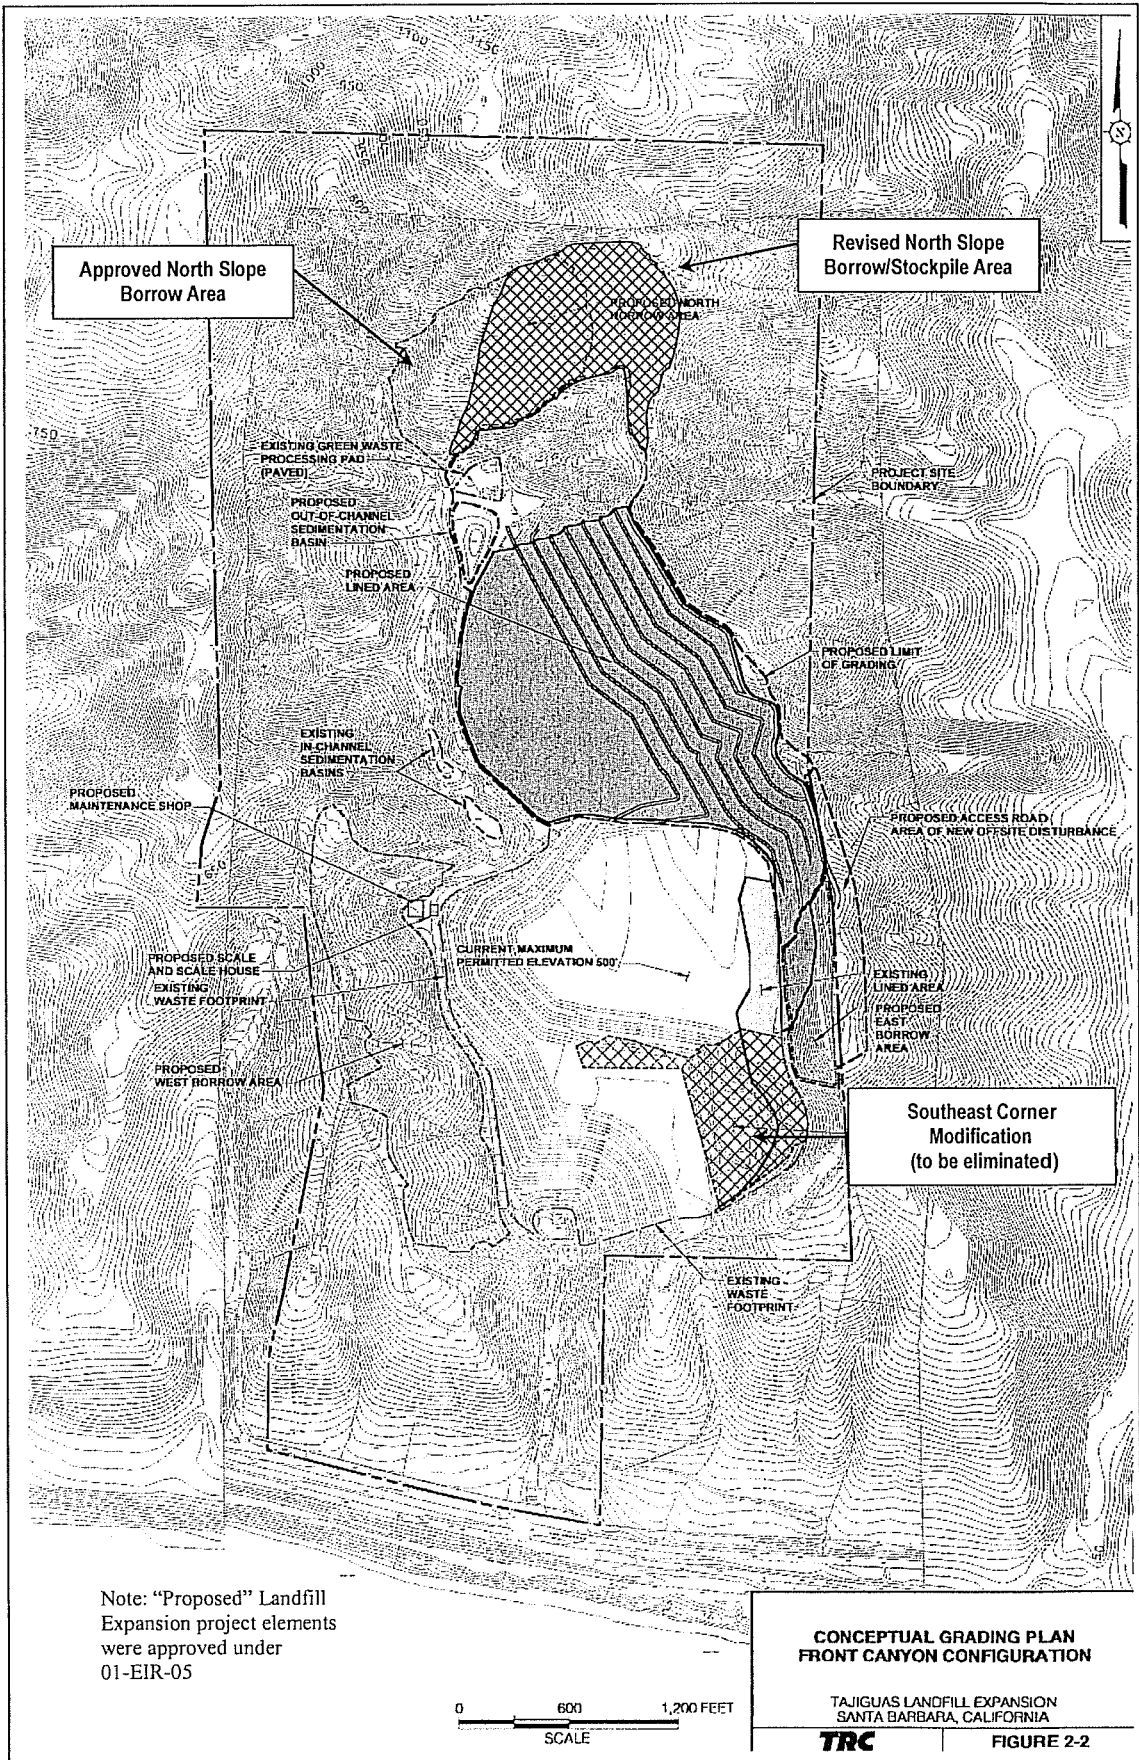 1100
1150
1000
950
N
Approved North Slope
Borrow Area
Revised North Slope
Borrow/Stockpile Area
PROPOSED NORTH
BORROW AREA
750
EXISTING GREEN WASTE
PROCESSING PAD
(PAVED)
PROJECT SITE
BOUNDARY
PROPOSED
OUT-OF-CHANNEL
SEDIMENTATION
BASIN
PROPOSED
LINED AREA
PROPOSED LIMIT
OF GRADING
EXISTING
IN-CHANNEL
SEDIMENTATION
BASINS
PROPOSED
MAINTENANCE SHOP
PROPOSED ACCESS ROAD
AREA OF NEW OFFSITE DISTURBANCE
650
PROPOSED SCALE
AND SCALE HOUSE
EXISTING
WASTE FOOTPRINT
CURRENT MAXIMUM
PERMITTED ELEVATION 500'
EXISTING
LINED AREA
PROPOSED
EAST
BORROW
AREA
PROPOSED
WEST BORROW AREA
Southeast Corner
Modification
(to be eliminated)
EXISTING
WASTE
FOOTPRINT
50
Note: “Proposed” Landfill
Expansion project elements
were approved under
01-EIR-05
0 600 1,200 FEET
SCALE
CONCEPTUAL GRADING PLAN
FRONT CANYON CONFIGURATION
TAJIGUAS LANDFILL EXPANSION
SANTA BARBARA, CALIFORNIA
TRC
FIGURE 2-2